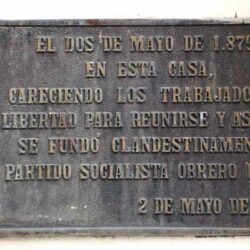 EL DOS DE MAYO DE 1.879
EN ESTA CASA,
CARECIENDO LOS TRABAJADO
LIBERTAD PARA REUNIRSE Y AS
SE FUNDÓ CLANDESTINAMEN
PARTIDO SOCIALISTA OBRERO E
2 DE MAYO DE